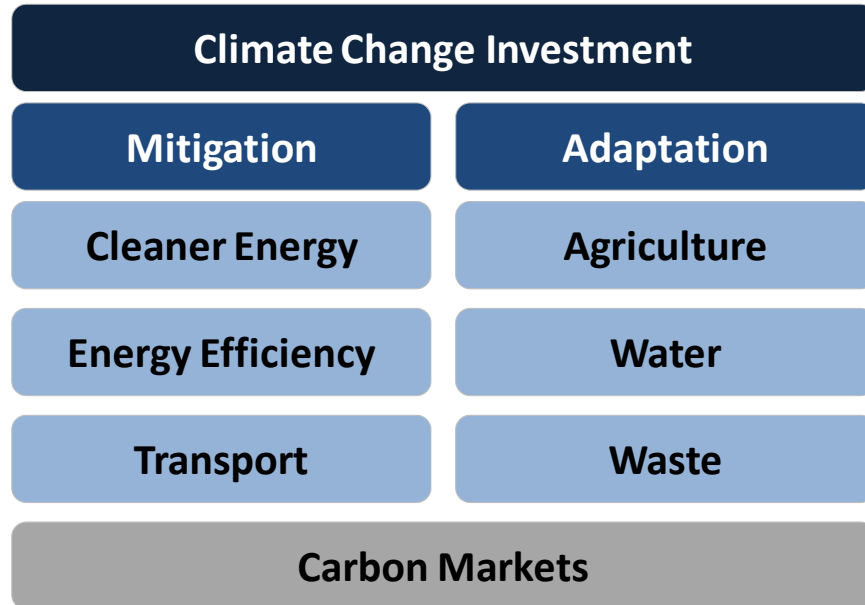 Climate Change Investment
Mitigation
Adaptation
Cleaner Energy
Agriculture
Energy Efficiency
Water
Transport
Waste
Carbon Markets